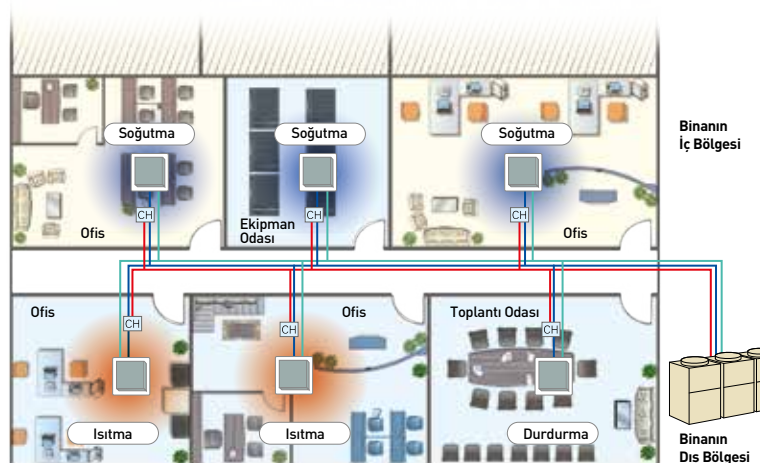 Soğutma
Soğutma
Soğutma
Binanın
İç Bölgesi
CH
CH
CH
Ofis
Ekipman
Odası
Ofis
Ofis
Ofis
Toplantı Odası
CH
CH
CH
Isıtma
Isıtma
Durdurma
Binanın
Dış Bölgesi